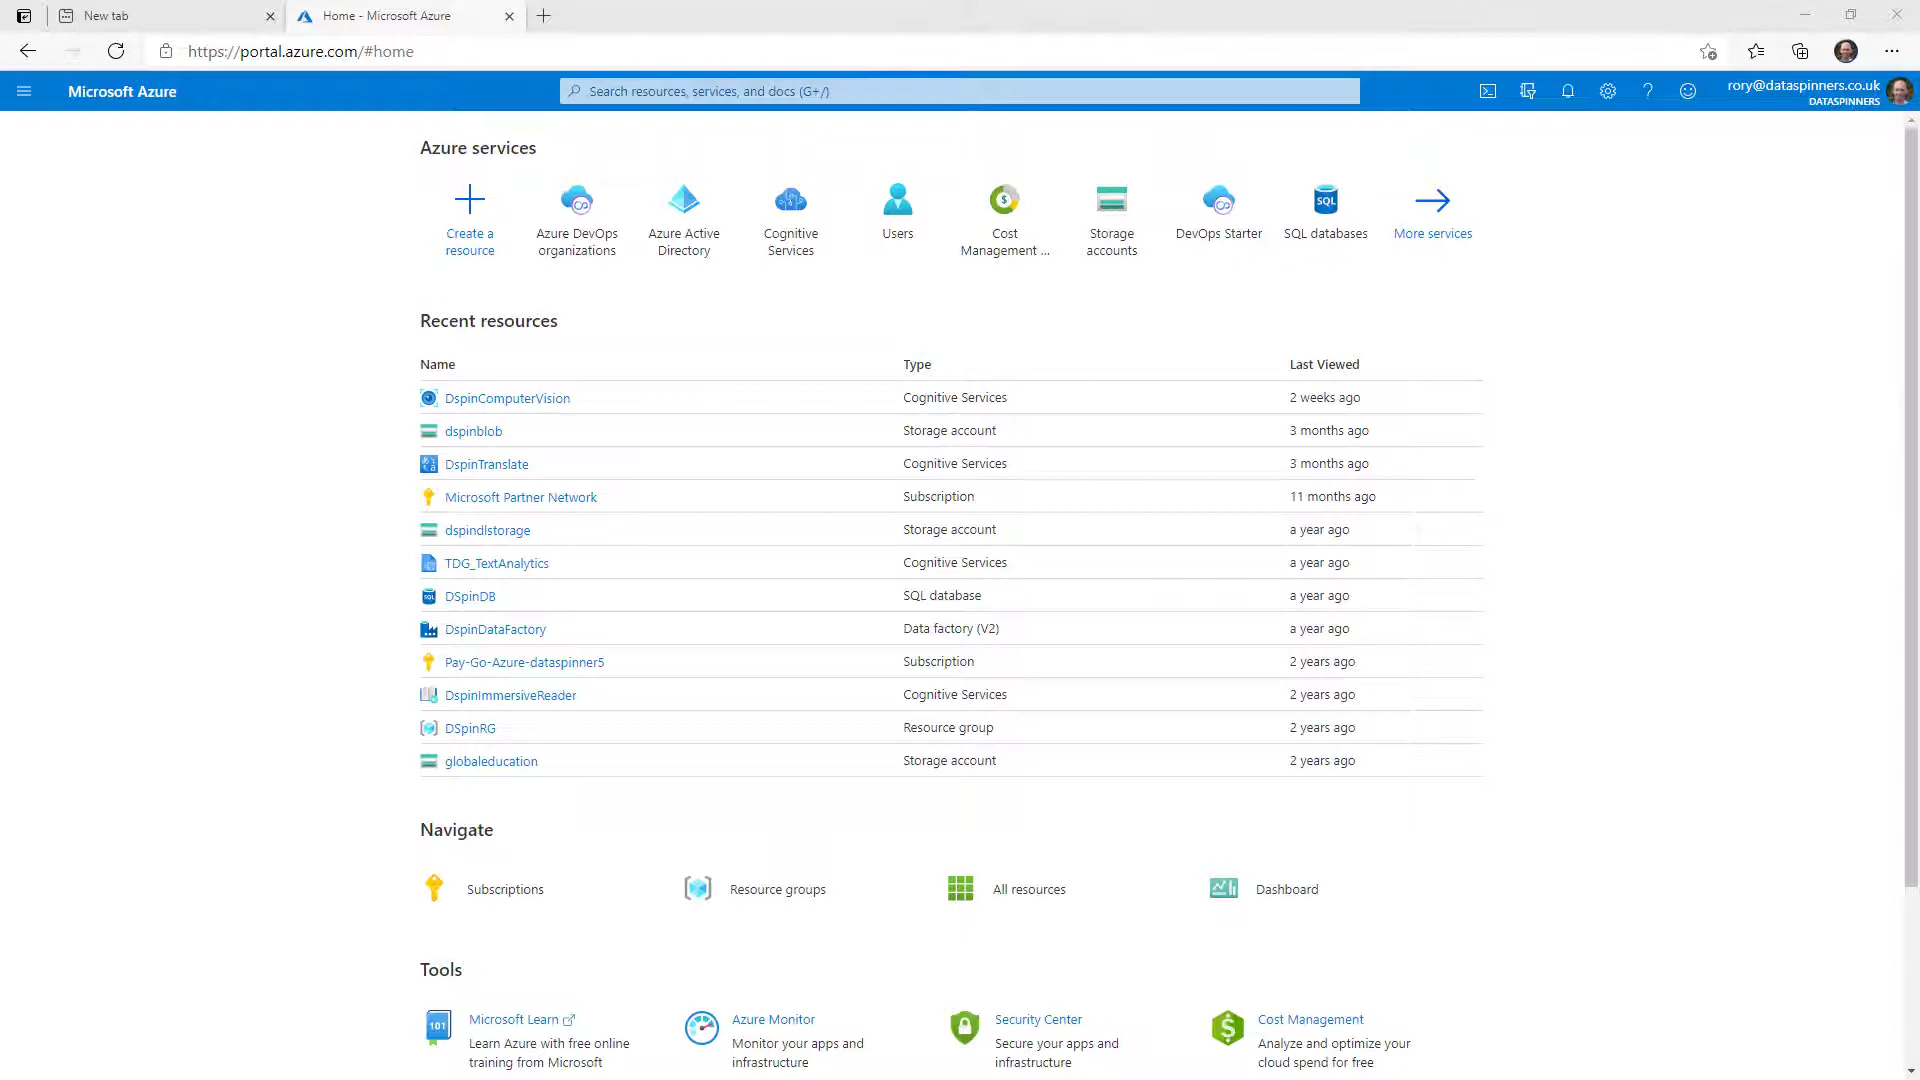 New tab
Home - Microsoft Azure
https://portal.azure.com/#home
Microsoft Azure
Search resources, services, and docs (G+/)
rory@dataspinners.co.uk
DATASPINNERS
Azure services
Create a resource
Azure DevOps organizations
Azure Active Directory
Cognitive Services
Users
Cost Management ...
Storage accounts
DevOps Starter
SQL databases
More services
Recent resources
Name Type Last Viewed
DspinComputerVision Cognitive Services 2 weeks ago
dspinblob Storage account 3 months ago
DspinTranslate Cognitive Services 3 months ago
Microsoft Partner Network Subscription 11 months ago
dspindlstorage Storage account a year ago
TDG_TextAnalytics Cognitive Services a year ago
SQL DSpinDB SQL database a year ago
DspinDataFactory Data factory (V2) a year ago
Pay-Go-Azure-dataspinner5 Subscription 2 years ago
DspinImmersiveReader Cognitive Services 2 years ago
DSpinRG Resource group 2 years ago
globaleducation Storage account 2 years ago
Navigate
Subscriptions
Resource groups
All resources
Dashboard
Tools
101
Microsoft Learn
Learn Azure with free online
training from Microsoft
Azure Monitor
Monitor your apps and
infrastructure
Security Center
Secure your apps and
infrastructure
Cost Management
Analyze and optimize your
cloud spend for free